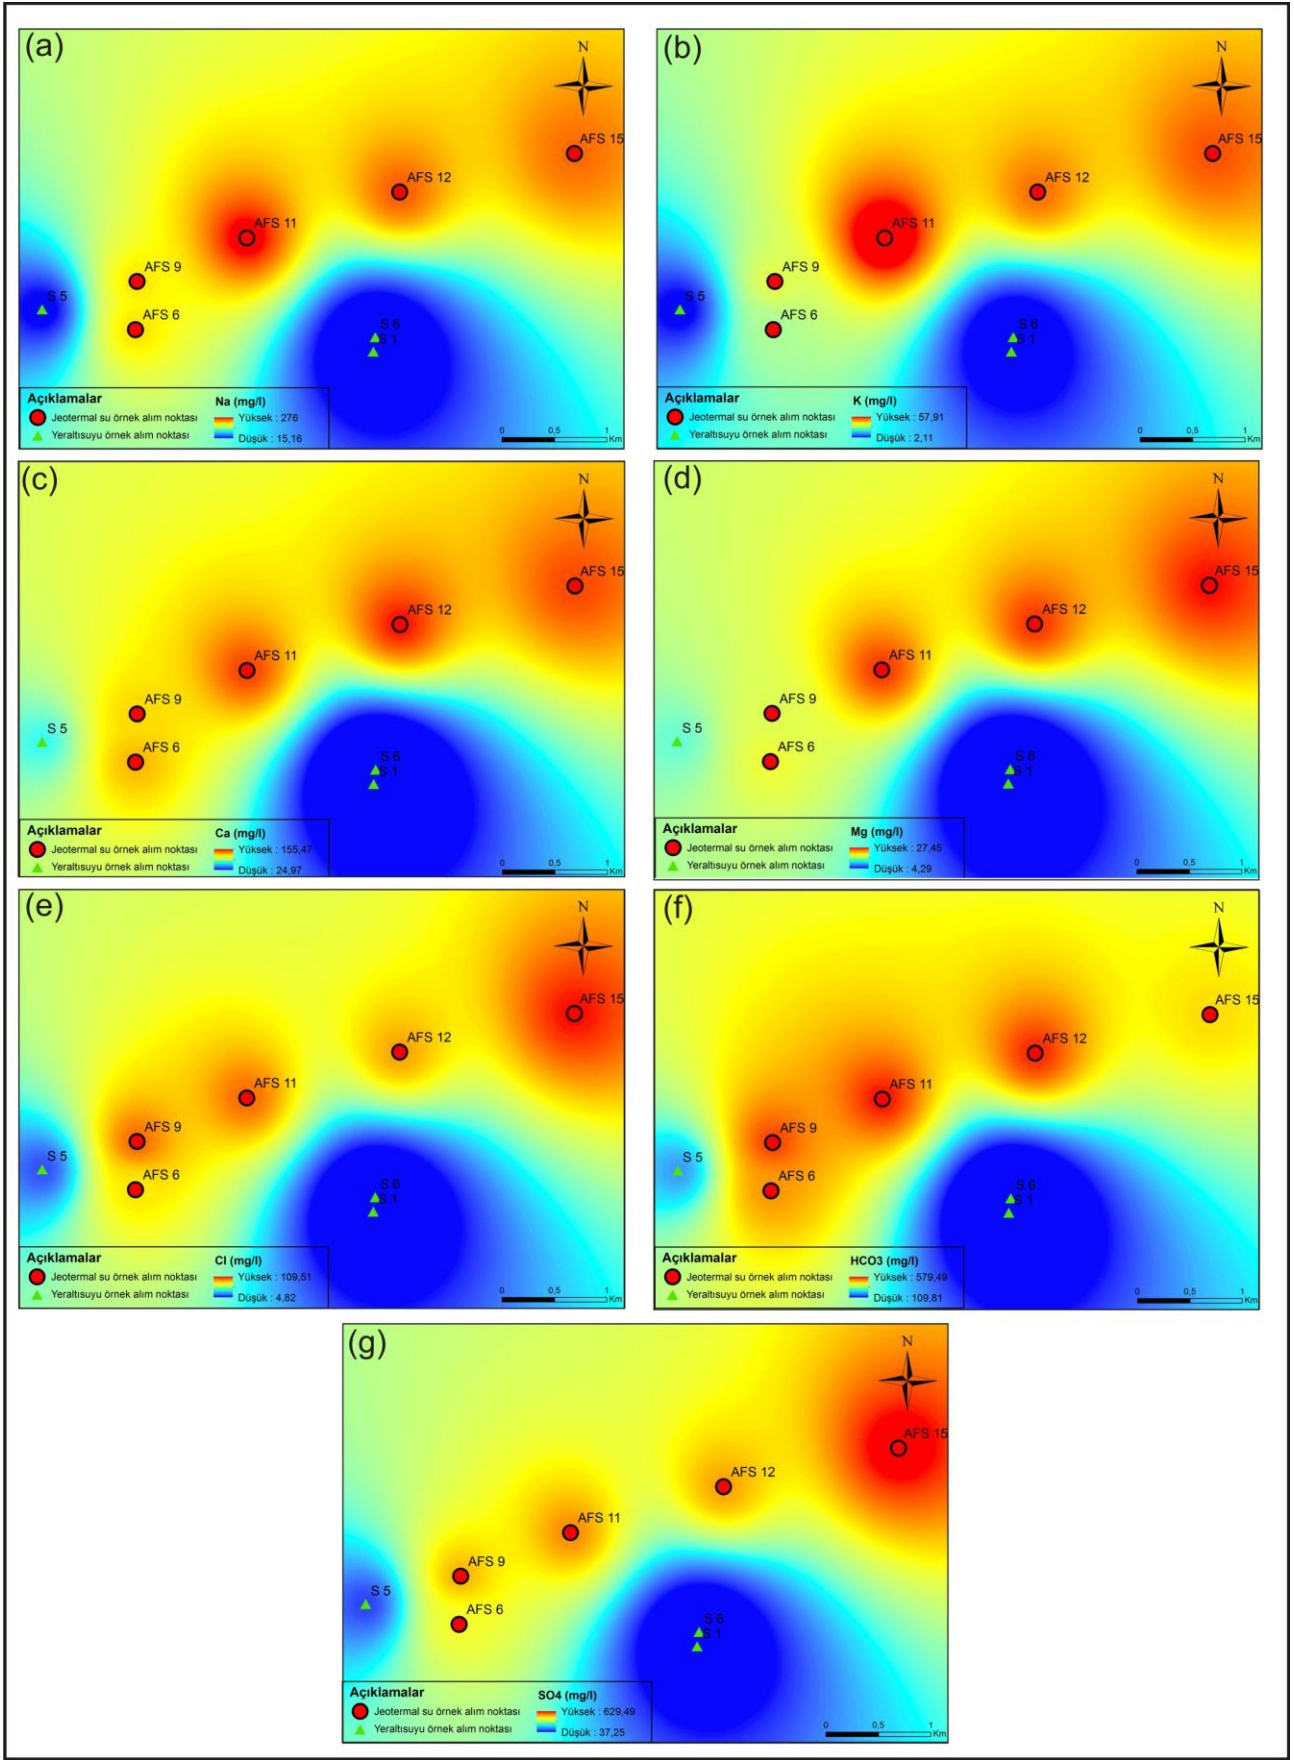 (a)
N
AFS 15
AFS 12
AFS 11
AFS 9
S 5
AFS 6
S 6
S 1
Açıklamalar
Jeotermal su örnek alım noktası
Yeraltısuyu örnek alım noktası
Na (mg/l)
Yüksek : 276
Düşük : 15,16
0 0,5 1
Km
(b)
N
AFS 15
AFS 12
AFS 11
AFS 9
S 5
AFS 6
S 6
S 1
Açıklamalar
Jeotermal su örnek alım noktası
Yeraltısuyu örnek alım noktası
K (mg/l)
Yüksek : 57,91
Düşük : 2,11
0 0,5 1
Km
(c)
N
AFS 15
AFS 12
AFS 11
AFS 9
S 5
AFS 6
S 6
S 1
Açıklamalar
Jeotermal su örnek alım noktası
Yeraltısuyu örnek alım noktası
Ca (mg/l)
Yüksek : 155,47
Düşük : 24,97
0 0,5 1
Km
(d)
N
AFS 15
AFS 12
AFS 11
AFS 9
S 5
AFS 6
S 6
S 1
Açıklamalar
Jeotermal su örnek alım noktası
Yeraltısuyu örnek alım noktası
Mg (mg/l)
Yüksek : 27,45
Düşük : 4,29
0 0,5 1
Km
(e)
N
AFS 15
AFS 12
AFS 11
AFS 9
S 5
AFS 6
S 6
S 1
Açıklamalar
Jeotermal su örnek alım noktası
Yeraltısuyu örnek alım noktası
Cl (mg/l)
Yüksek : 109,51
Düşük : 4,82
0 0,5 1
Km
(f)
N
AFS 15
AFS 12
AFS 11
AFS 9
S 5
AFS 6
S 6
S 1
Açıklamalar
Jeotermal su örnek alım noktası
Yeraltısuyu örnek alım noktası
HCO3 (mg/l)
Yüksek : 579,49
Düşük : 109,81
0 0,5 1
Km
(g)
N
AFS 15
AFS 12
AFS 11
AFS 9
S 5
AFS 6
S 6
S 1
Açıklamalar
Jeotermal su örnek alım noktası
Yeraltısuyu örnek alım noktası
SO4 (mg/l)
Yüksek : 629,49
Düşük : 37,25
0 0,5 1
Km